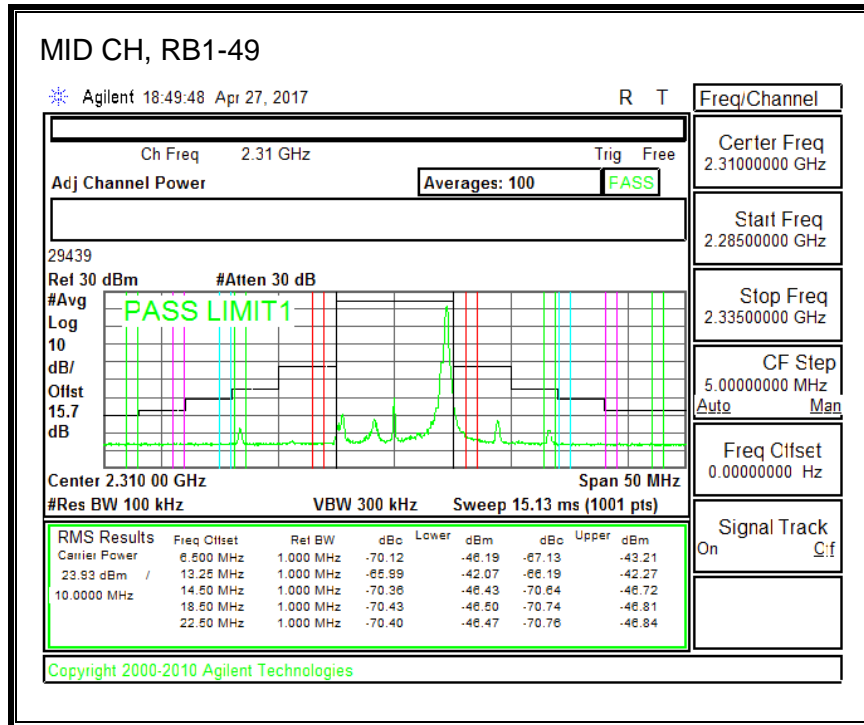 MID CH, RB1-49
Agilent 18:49:48 Apr 27, 2017 R T
Ch Freq 2.31 GHz Trig Free
Adj Channel Power Averages: 100 PASS
29439
Ref 30 dBm #Atten 30 dB
#Avg
Log
10
dB/
Offst
15.7
dB
PASS LIMIT1
Center 2.310 00 GHz Span 50 MHz
#Res BW 100 kHz VBW 300 kHz Sweep 15.13 ms (1001 pts)
RMS Results Freq Offset Ref BW dBc Lower dBm dBc Upper dBm
Carrier Power 6.500 MHz 1.000 MHz -70.12 -46.19 -67.13 -43.21
23.93 dBm / 13.25 MHz 1.000 MHz -65.99 -42.07 -66.19 -42.27
10.0000 MHz 14.50 MHz 1.000 MHz -70.36 -46.43 -70.64 -46.72
18.50 MHz 1.000 MHz -70.43 -46.50 -70.74 -46.81
22.50 MHz 1.000 MHz -70.40 -46.47 -70.76 -46.84
Copyright 2000-2010 Agilent Technologies
Freq/Channel
Center Freq
2.31000000 GHz
Start Freq
2.28500000 GHz
Stop Freq
2.33500000 GHz
CF Step
5.00000000 MHz
Auto Man
Freq Offset
0.00000000 Hz
Signal Track
On Off